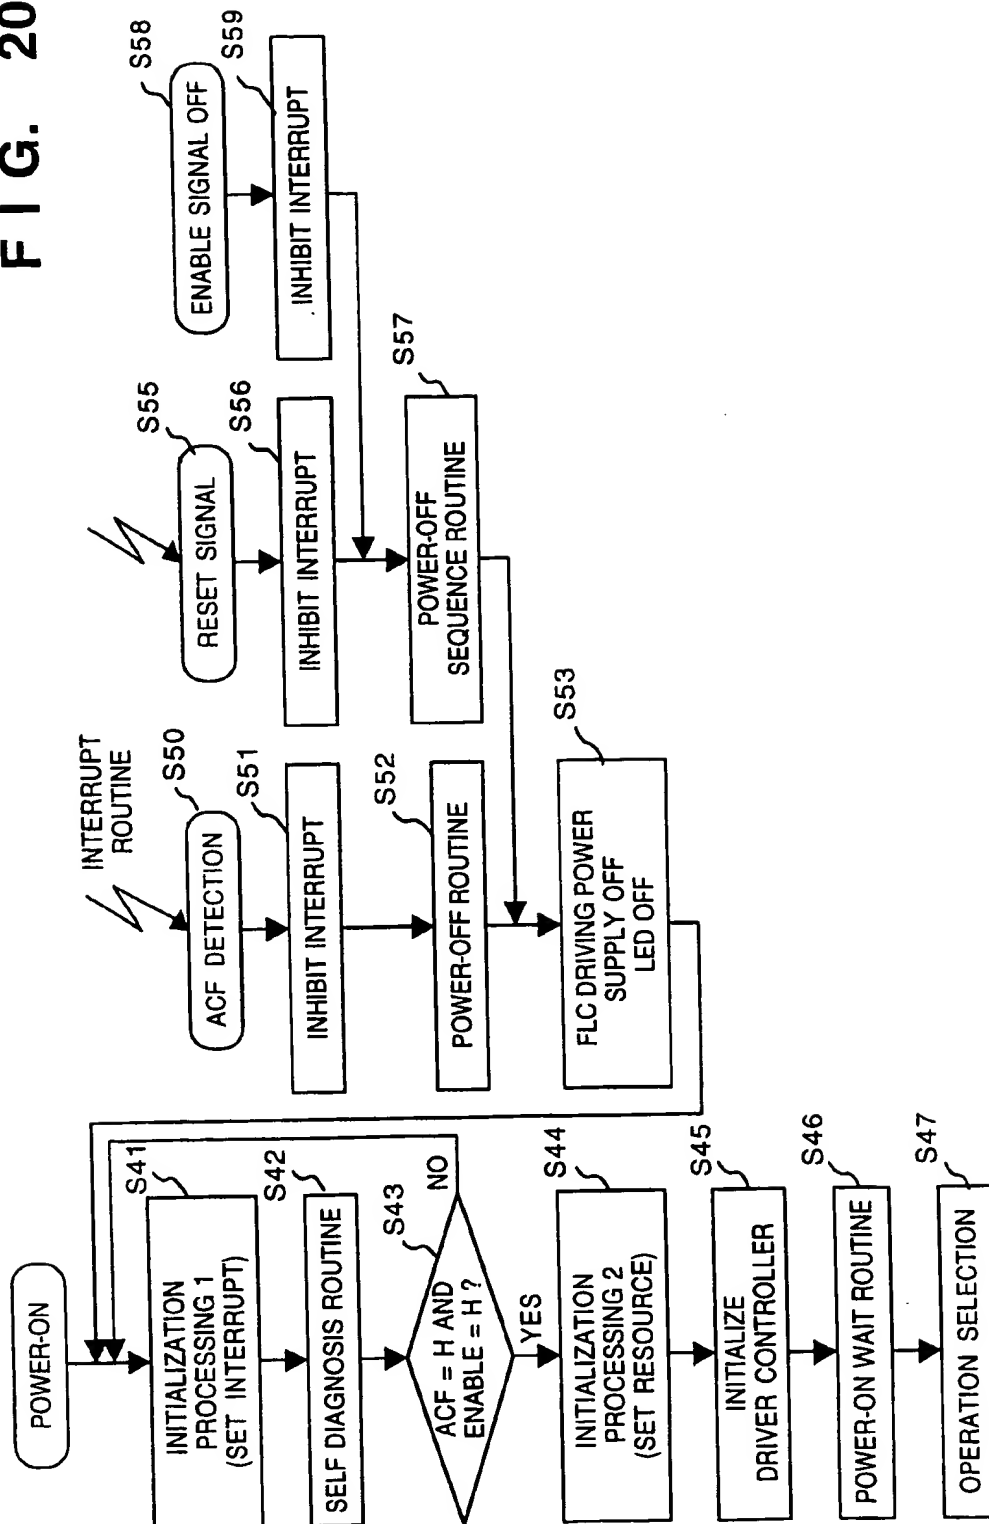 FIG. 20
POWER-ON
S41
INITIALIZATION
PROCESSING 1
(SET INTERRUPT)
S42
SELF DIAGNOSIS ROUTINE
S43
ACF = H AND
ENABLE = H ?
NO
YES
S44
INITIALIZATION
PROCESSING 2
(SET RESOURCE)
S45
INITIALIZE
DRIVER CONTROLLER
S46
POWER-ON WAIT ROUTINE
S47
OPERATION SELECTION
INTERRUPT
ROUTINE
S50
ACF DETECTION
S51
INHIBIT INTERRUPT
S52
POWER-OFF ROUTINE
S53
FLC DRIVING POWER
SUPPLY OFF
LED OFF
S55
RESET SIGNAL
S56
INHIBIT INTERRUPT
S57
POWER-OFF
SEQUENCE ROUTINE
S58
ENABLE SIGNAL OFF
S59
INHIBIT INTERRUPT